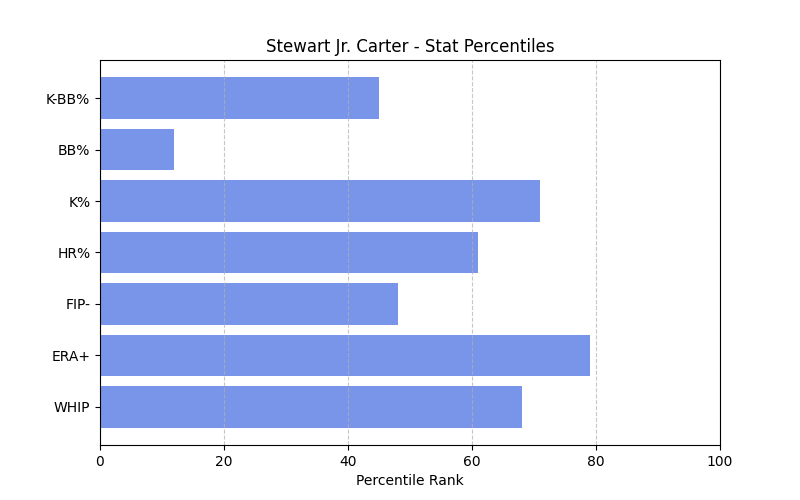 Stewart Jr. Carter - Stat Percentiles
K-BB%
BB%
K%
HR%
FIP-
ERA+
WHIP
0 20 40 60 80 100
Percentile Rank